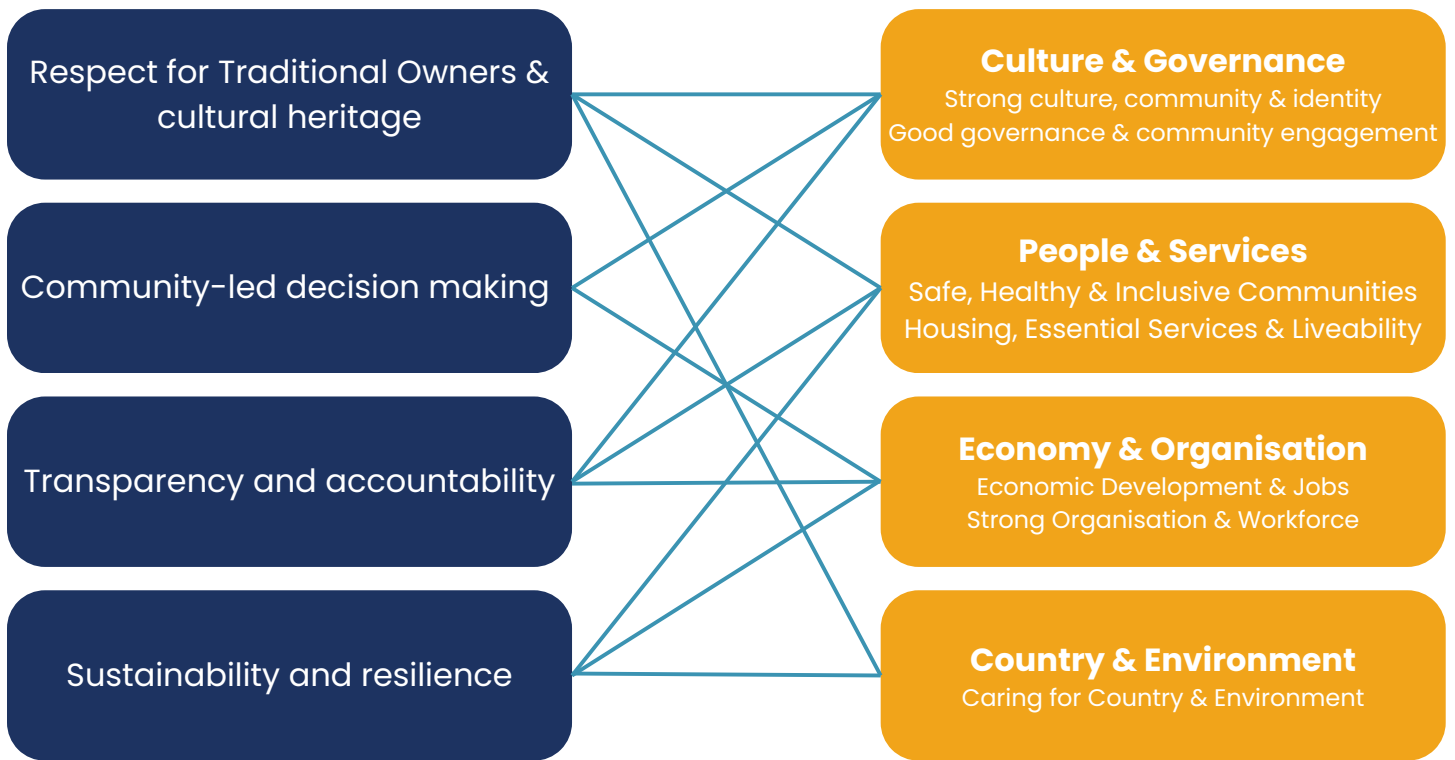 Respect for Traditional Owners &
cultural heritage
Community-led decision making
Transparency and accountability
Sustainability and resilience
Culture & Governance
Strong culture, community & identity
Good governance & community engagement
People & Services
Safe, Healthy & Inclusive Communities
Housing, Essential Services & Liveability
Economy & Organisation
Economic Development & Jobs
Strong Organisation & Workforce
Country & Environment
Caring for Country & Environment